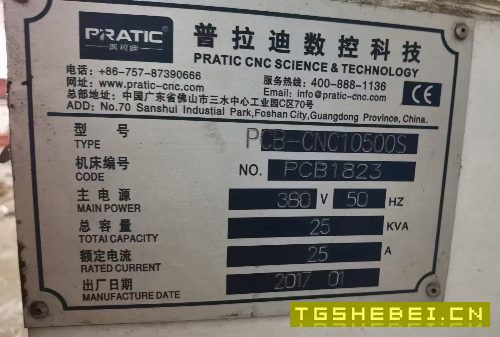 PRATIC
普拉迪
普拉迪数控科技
PRATIC CNC SCIENCE & TECHNOLOGY
电话：+86-757-87390666 服务热线：400-888-1136
网址：www.pratic-cnc.com Email：info@pratic-cnc.com
总部：中国广东省佛山市三水中心工业园C区70号
ADD: No.70 Sanshui Industial Park,Foshan City,Guangdong Province, China.
CE
型号 PCB-CNC10500S
TYPE
机床编号 NO. PCB1823
CODE
主电源 380 V 50 HZ
MAIN POWER
总容量 25 KVA
TOTAI CAPACITY
额定电流 25 A
RATED CURRENT
出厂日期 2017 01
MANUFACTURE DATE
TGSHEBEI.CN